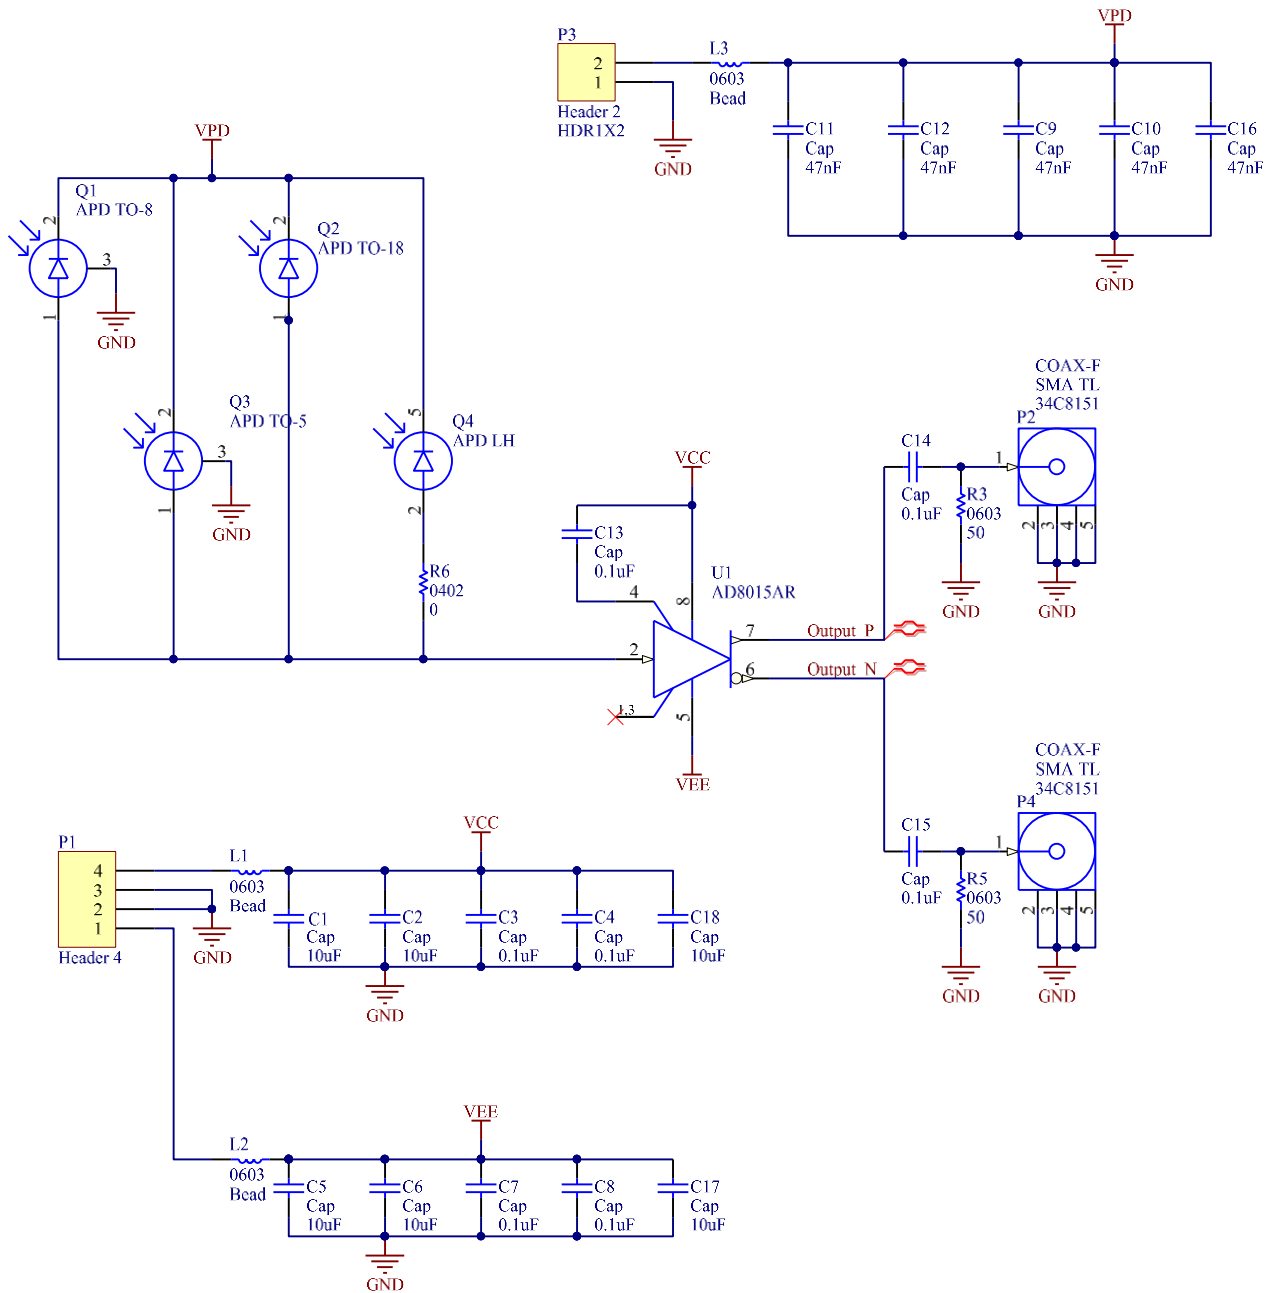 P3
2
1
Header 2
HDR1X2
GND
L3
0603
Bead
VPD
C11
Cap
47nF
C12
Cap
47nF
C9
Cap
47nF
C10
Cap
47nF
C16
Cap
47nF
GND
VPD
Q1
APD TO-8
2
3
1
GND
Q2
APD TO-18
2
1
Q3
APD TO-5
2
3
1
GND
Q4
APD LH
5
2
R6
0402
0
VCC
C13
Cap
0.1uF
U1
AD8015AR
4
8
2
7
6
1,3
5
VEE
Output_P
Output_N
C14
Cap
0.1uF
R3
0603
50
GND
COAX-F
SMA TL
34C8151
P2
1
2
3
4
5
GND
C15
Cap
0.1uF
R5
0603
50
GND
COAX-F
SMA TL
34C8151
P4
1
2
3
4
5
GND
P1
4
3
2
1
Header 4
GND
L1
0603
Bead
VCC
C1
Cap
10uF
C2
Cap
10uF
C3
Cap
0.1uF
C4
Cap
0.1uF
C18
Cap
10uF
GND
L2
0603
Bead
VEE
C5
Cap
10uF
C6
Cap
10uF
C7
Cap
0.1uF
C8
Cap
0.1uF
C17
Cap
10uF
GND